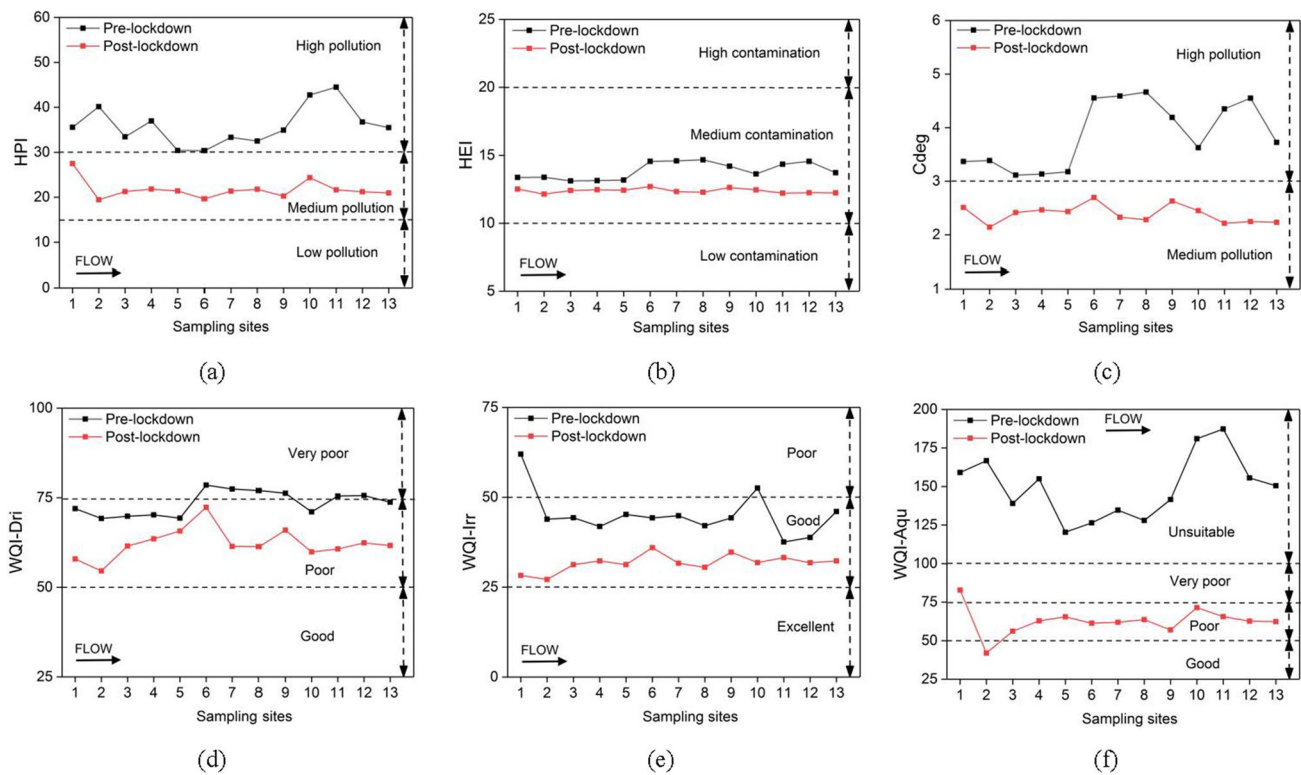 60
50
40
30
20
10
0
HPI
Pre-lockdown
Post-lockdown
High pollution
Medium pollution
Low pollution
FLOW
1 2 3 4 5 6 7 8 9 10 11 12 13
Sampling sites
(a)
25
20
15
10
5
HEI
Pre-lockdown
Post-lockdown
High contamination
Medium contamination
Low contamination
FLOW
1 2 3 4 5 6 7 8 9 10 11 12 13
Sampling sites
(b)
6
5
4
3
2
1
Cdeg
Pre-lockdown
Post-lockdown
High pollution
Medium pollution
FLOW
1 2 3 4 5 6 7 8 9 10 11 12 13
Sampling sites
(c)
100
75
50
25
WQI-Dri
Pre-lockdown
Post-lockdown
Very poor
Poor
Good
FLOW
1 2 3 4 5 6 7 8 9 10 11 12 13
Sampling sites
(d)
75
50
25
0
WQI-Irr
Pre-lockdown
Post-lockdown
Poor
Good
Excellent
FLOW
1 2 3 4 5 6 7 8 9 10 11 12 13
Sampling sites
(e)
200
175
150
125
100
75
50
25
WQI-Aqu
Pre-lockdown
Post-lockdown
FLOW
Unsuitable
Very poor
Poor
Good
1 2 3 4 5 6 7 8 9 10 11 12 13
Sampling sites
(f)